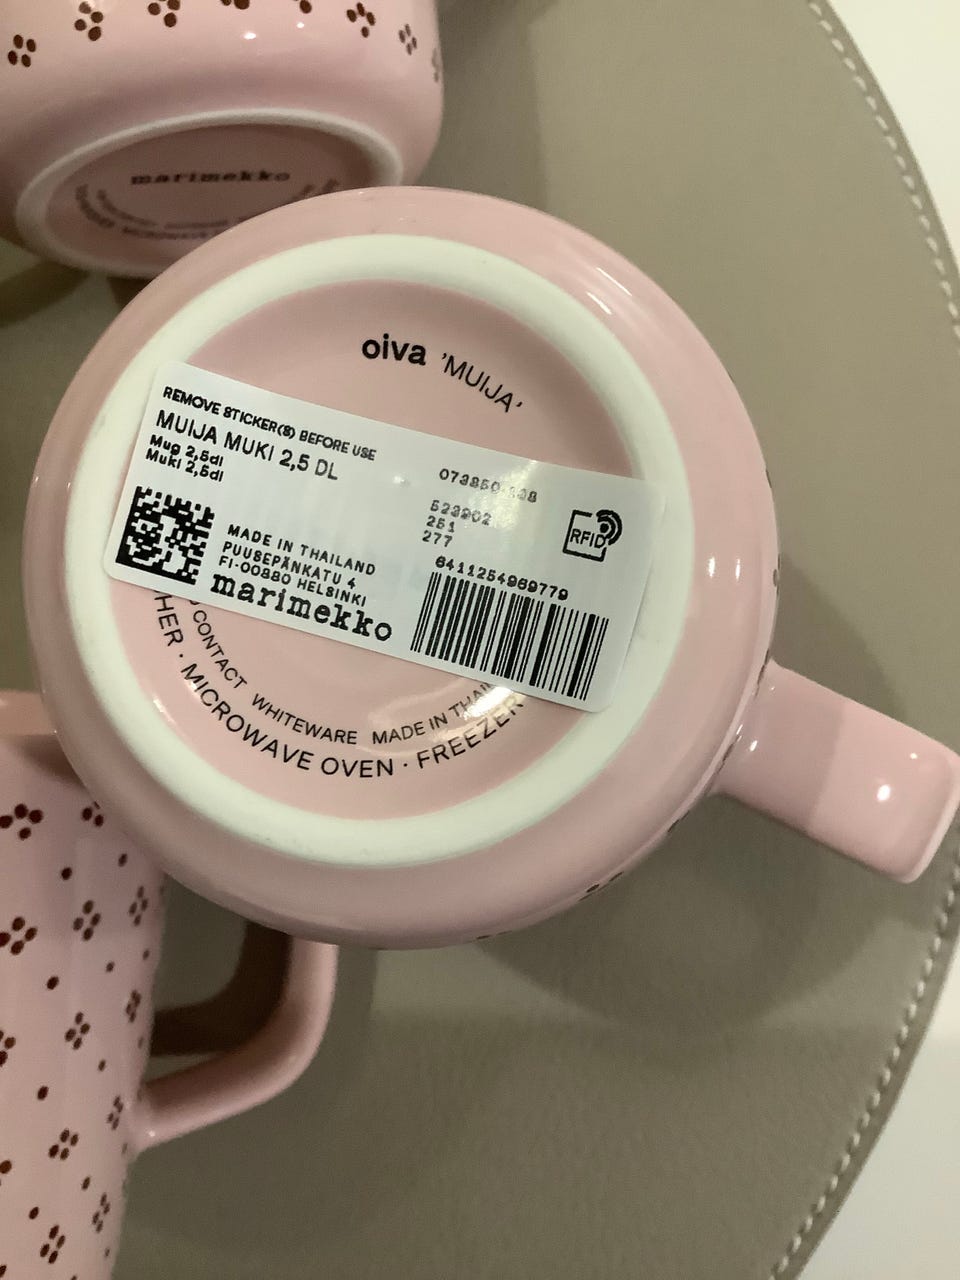 marimekko
oiva 'MUIJA'
REMOVE STICKER(S) BEFORE USE
MUIJA MUKI 2,5 DL
Mug 2,5dl
Muki 2,5dl
523902
251
277
RFID
MADE IN THAILAND
PUUSEPÄNKATU 4
FI-00880 HELSINKI
marimekko
6411254969779
CONTACT WHITEWARE MADE IN
MICROWAVE OVEN · FREEZER